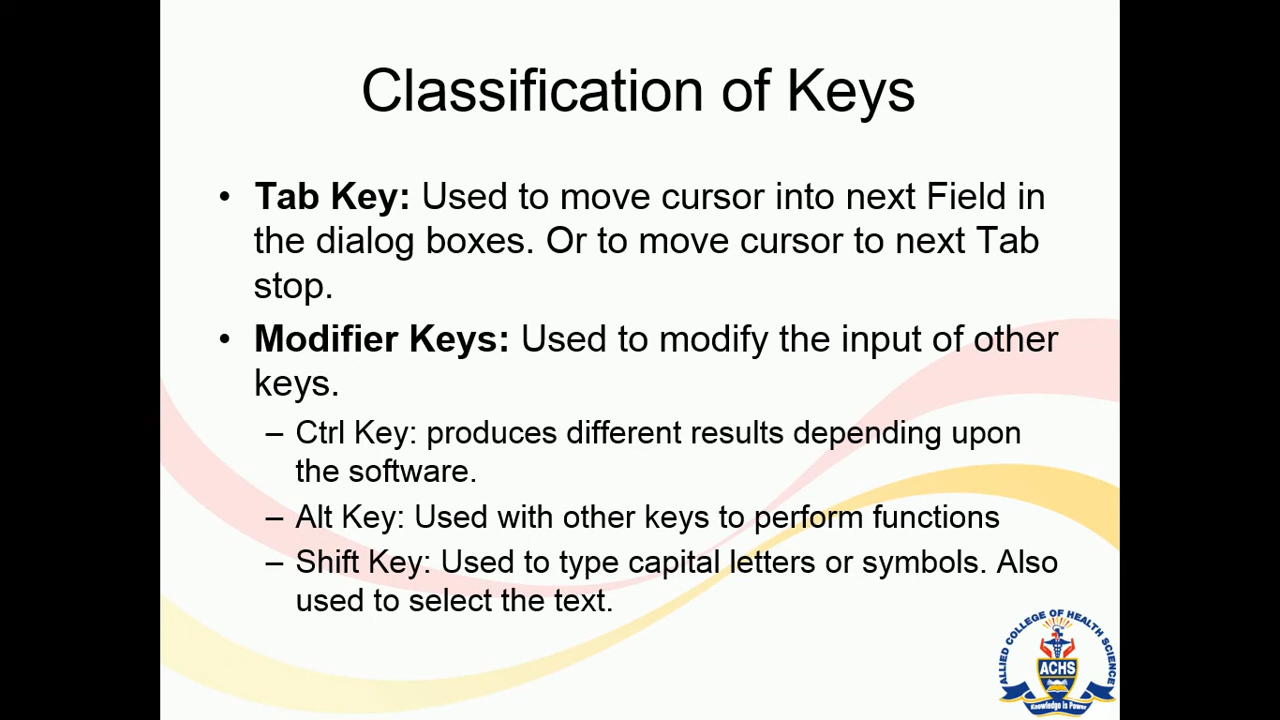 Classification of Keys
• Tab Key: Used to move cursor into next Field in
the dialog boxes. Or to move cursor to next Tab
stop.
• Modifier Keys: Used to modify the input of other
keys.
– Ctrl Key: produces different results depending upon
the software.
– Alt Key: Used with other keys to perform functions
– Shift Key: Used to type capital letters or symbols. Also
used to select the text.
ALLIED COLLEGE OF HEALTH SCIENCE
ACHS
Knowledge is Power